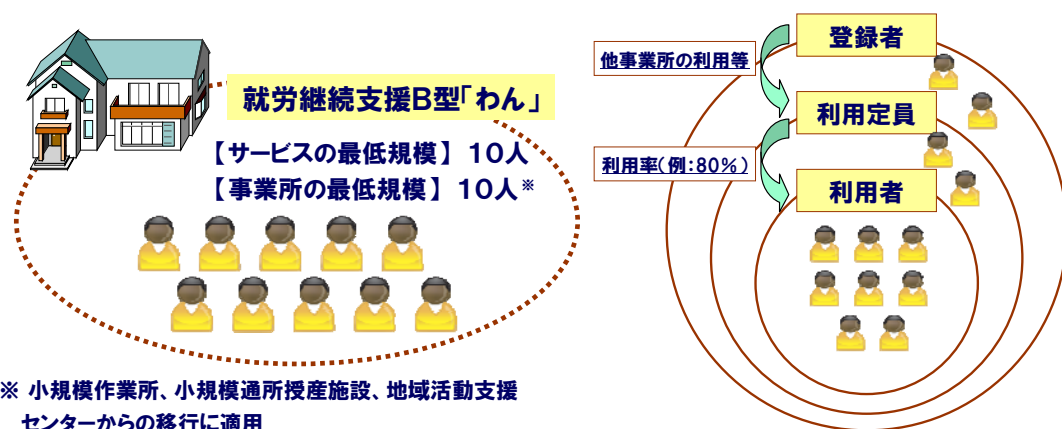 就労継続支援B型「わん」
【サービスの最低規模】 10人
【事業所の最低規模】 10人※
※ 小規模作業所、小規模通所授産施設、地域活動支援
センターからの移行に適用
登録者
他事業所の利用等
利用定員
利用率(例:80%)
利用者